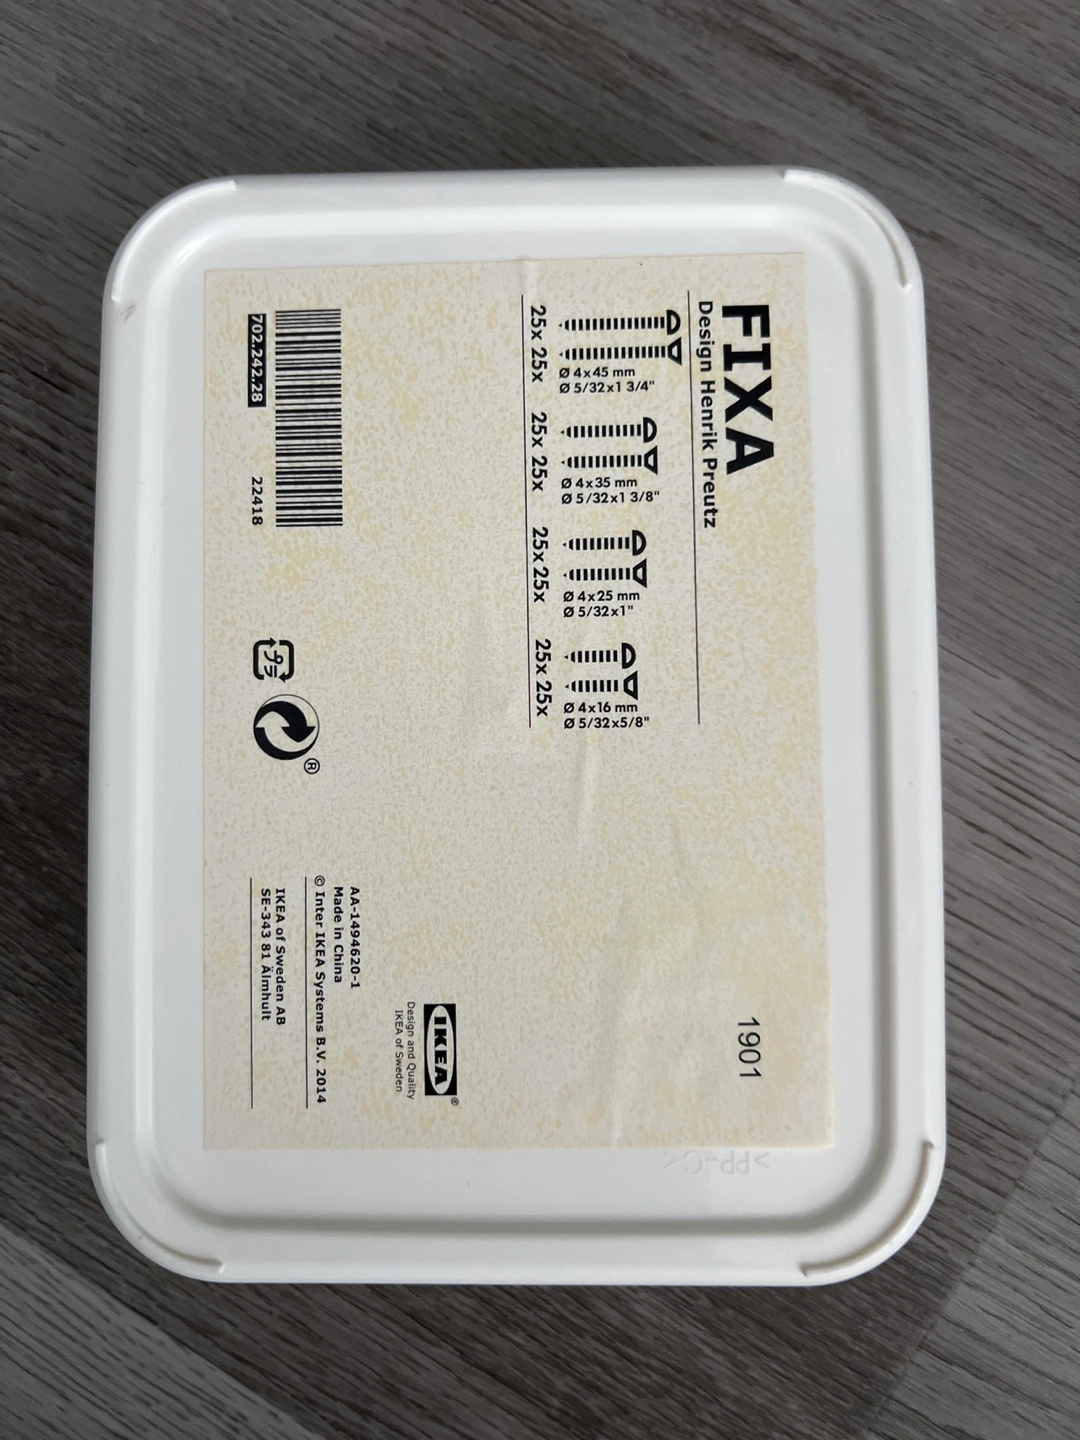 FIXA
Design Henrik Preutz
Ø 4x45 mm
Ø 5/32x1 3/4"
25x 25x
Ø 4x35 mm
Ø 5/32x1 3/8"
25x 25x
Ø 4x25 mm
Ø 5/32x1"
25x 25x
Ø 4x16 mm
Ø 5/32x5/8"
25x 25x
1901
702.242.28
22418
プラ
®
IKEA®
Design and Quality
IKEA of Sweden
AA-1494620-1
Made in China
© Inter IKEA Systems B.V. 2014
IKEA of Sweden AB
SE-343 81 Älmhult
>PP-C<